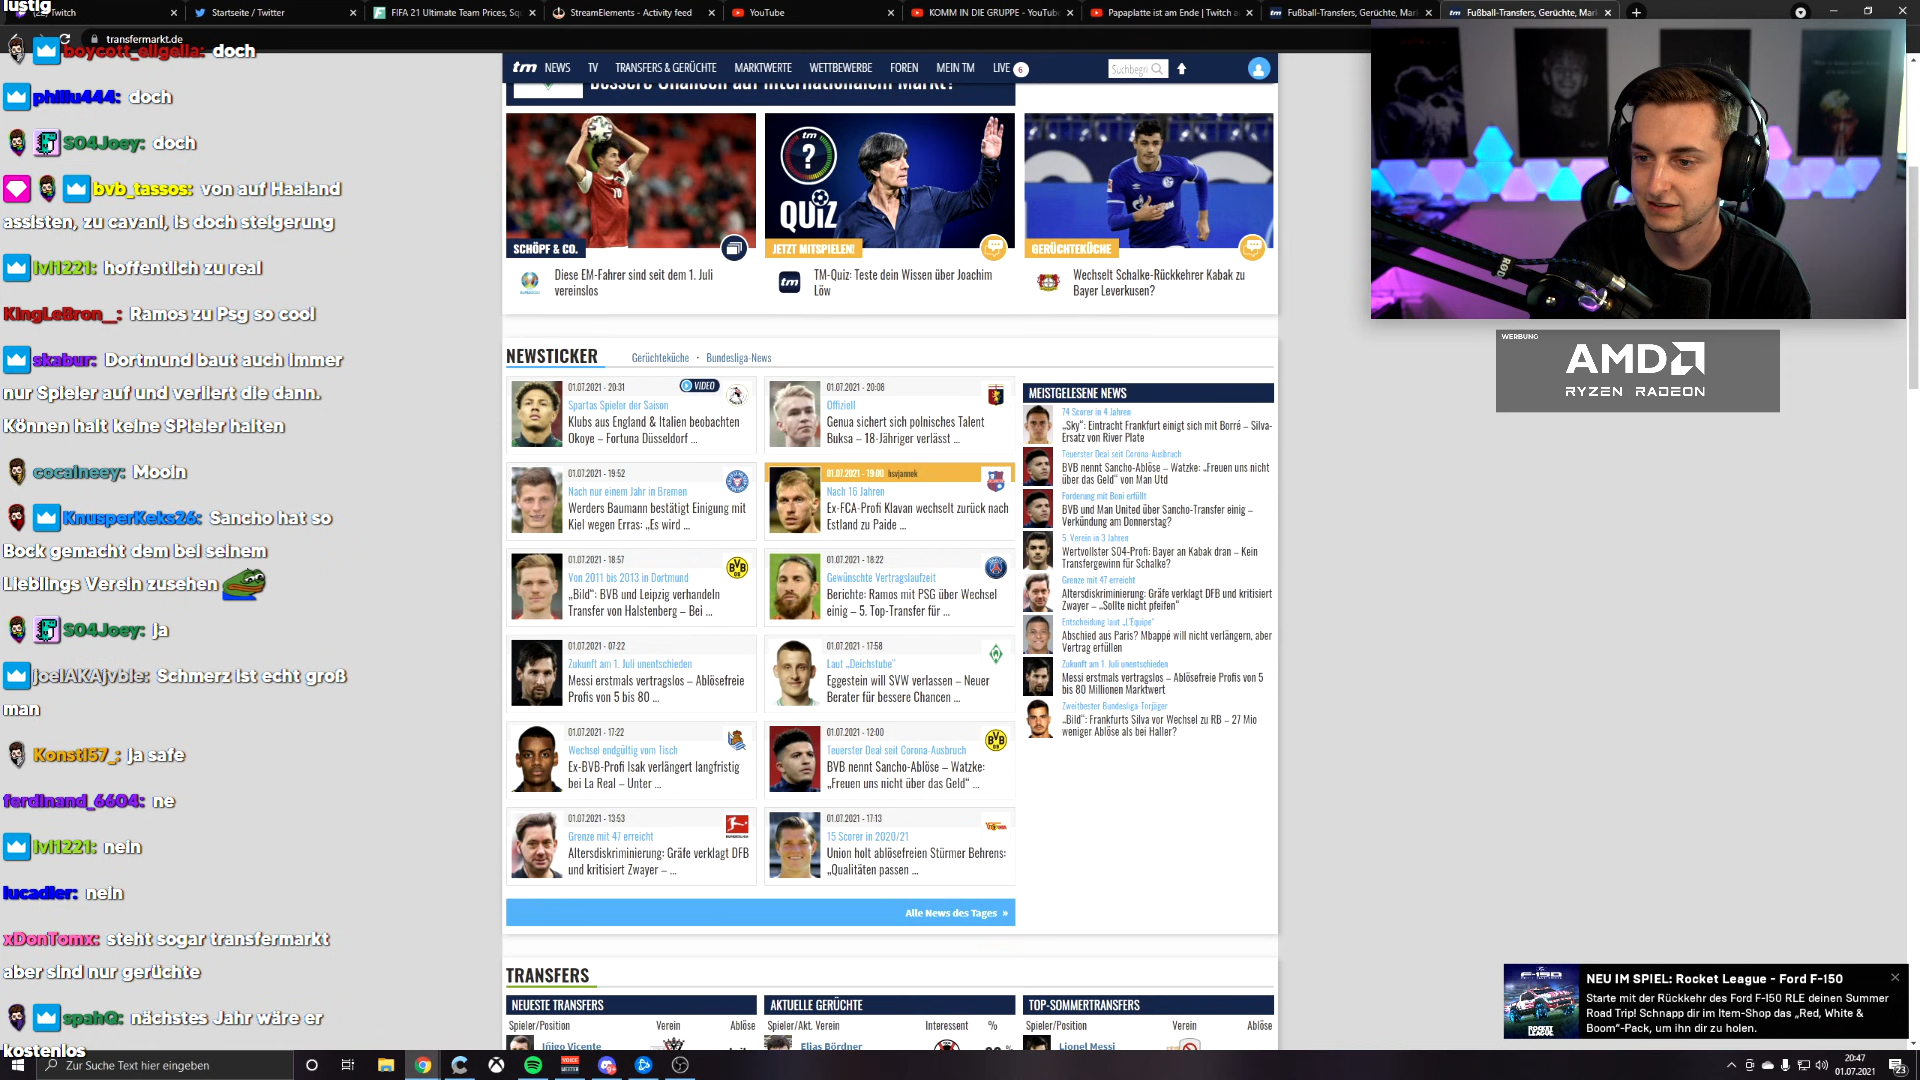 lustig
Twitch
Startseite / Twitter
FIFA 21 Ultimate Team Prices, Sq
StreamElements - Activity feed
YouTube
KOMM IN DIE GRUPPE - YouTub
Papaplatte ist am Ende | Twitch a
Fußball-Transfers, Gerüchte, Mar
Fußball-Transfers, Gerüchte, Mar
transfermarkt.de
boycott_eligella: doch
phillu444: doch
S04Joey: doch
bvb_tassos: von auf Haaland
assisten, zu cavani, is doch steigerung
lvl1221: hoffentlich zu real
KingLeBron__: Ramos zu Psg so cool
skabur: Dortmund baut auch immer
nur Spieler auf und verliert die dann.
Können halt keine SPieler halten
cocaineey: Mooin
KnusperKeks26: Sancho hat so
Bock gemacht dem bei seinem
Lieblings Verein zusehen
S04Joey: ja
joelAKAjvble: Schmerz ist echt groß
man
Konsti57_: ja safe
ferdinand_6604: ne
lvl1221: nein
lucadler: nein
xDonTomx: steht sogar transfermarkt
aber sind nur gerüchte
spahQ: nächstes Jahr wäre er
kostenlos
tm NEWS TV TRANSFERS & GERÜCHTE MARKTWERTE WETTBEWERBE FOREN MEIN TM LIVE 6
Suchbegri
bessere Chancen auf internationalem Markt?
SCHÖPF & CO.
Diese EM-Fahrer sind seit dem 1. Juli
vereinslos
tm
?
QUIZ
JETZT MITSPIELEN!
tm
TM-Quiz: Teste dein Wissen über Joachim
Löw
GERÜCHTEKÜCHE
Wechselt Schalke-Rückkehrer Kabak zu
Bayer Leverkusen?
NEWSTICKER
Gerüchteküche · Bundesliga-News
01.07.2021 - 20:31
VIDEO
Spartas Spieler der Saison
Klubs aus England & Italien beobachten
Okoye – Fortuna Düsseldorf ...
01.07.2021 - 20:08
Offiziell
Genua sichert sich polnisches Talent
Buksa – 18-Jähriger verlässt ...
01.07.2021 - 19:52
Nach nur einem Jahr in Bremen
Werders Baumann bestätigt Einigung mit
Kiel wegen Erras: „Es wird ...
01.07.2021 - 19:00 hsvjannek
Nach 16 Jahren
Ex-FCA-Profi Klavan wechselt zurück nach
Estland zu Paide ...
01.07.2021 - 18:57
Von 2011 bis 2013 in Dortmund
„Bild“: BVB und Leipzig verhandeln
Transfer von Halstenberg – Bei ...
01.07.2021 - 18:22
Gewünschte Vertragslaufzeit
Berichte: Ramos mit PSG über Wechsel
einig – 5. Top-Transfer für ...
01.07.2021 - 07:22
Zukunft am 1. Juli unentschieden
Messi erstmals vertragslos – Ablösefreie
Profis von 5 bis 80 ...
01.07.2021 - 17:58
Laut „Deichstube“
Eggestein will SVW verlassen – Neuer
Berater für bessere Chancen ...
01.07.2021 - 17:22
Wechsel endgültig vom Tisch
Ex-BVB-Profi Isak verlängert langfristig
bei La Real – Unter ...
01.07.2021 - 12:00
Teuerster Deal seit Corona-Ausbruch
BVB nennt Sancho-Ablöse – Watzke:
„Freuen uns nicht über das Geld“ ...
01.07.2021 - 13:53
Grenze mit 47 erreicht
Altersdiskriminierung: Gräfe verklagt DFB
und kritisiert Zwayer – ...
01.07.2021 - 17:13
15 Scorer in 2020/21
Union holt ablösefreien Stürmer Behrens:
„Qualitäten passen ...
Alle News des Tages »
MEISTGELESENE NEWS
74 Scorer in 4 Jahren
„Sky“: Eintracht Frankfurt einigt sich mit Borré – Silva-
Ersatz von River Plate
Teuerster Deal seit Corona-Ausbruch
BVB nennt Sancho-Ablöse – Watzke: „Freuen uns nicht
über das Geld“ von Man Utd
Forderung mit Boni erfüllt
BVB und Man United über Sancho-Transfer einig –
Verkündung am Donnerstag?
5. Verein in 3 Jahren
Wertvollster S04-Profi: Bayer an Kabak dran – Kein
Transfergewinn für Schalke?
Grenze mit 47 erreicht
Altersdiskriminierung: Gräfe verklagt DFB und kritisiert
Zwayer – „Sollte nicht pfeifen“
Entscheidung laut „L'Équipe“
Abschied aus Paris? Mbappé will nicht verlängern, aber
Vertrag erfüllen
Zukunft am 1. Juli unentschieden
Messi erstmals vertragslos – Ablösefreie Profis von 5
bis 80 Millionen Marktwert
Zweitbester Bundesliga-Torjäger
„Bild“: Frankfurts Silva vor Wechsel zu RB – 27 Mio
weniger Ablöse als bei Haller?
TRANSFERS
NEUESTE TRANSFERS
Spieler/Position Verein Ablöse
Iñigo Vicente
AKTUELLE GERÜCHTE
Spieler/Akt. Verein Interessent %
Elias Bördner
TOP-SOMMERTRANSFERS
Spieler/Position Verein Ablöse
Lionel Messi
RØDE
WERBUNG
AMD
RYZEN RADEON
F-150
ROCKET LEAGUE
NEU IM SPIEL: Rocket League - Ford F-150
Starte mit der Rückkehr des Ford F-150 RLE deinen Summer
Road Trip! Schnapp dir im Item-Shop das „Red, White &
Boom“-Pack, um ihn dir zu holen.
Zur Suche Text hier eingeben
20:47
01.07.2021
23